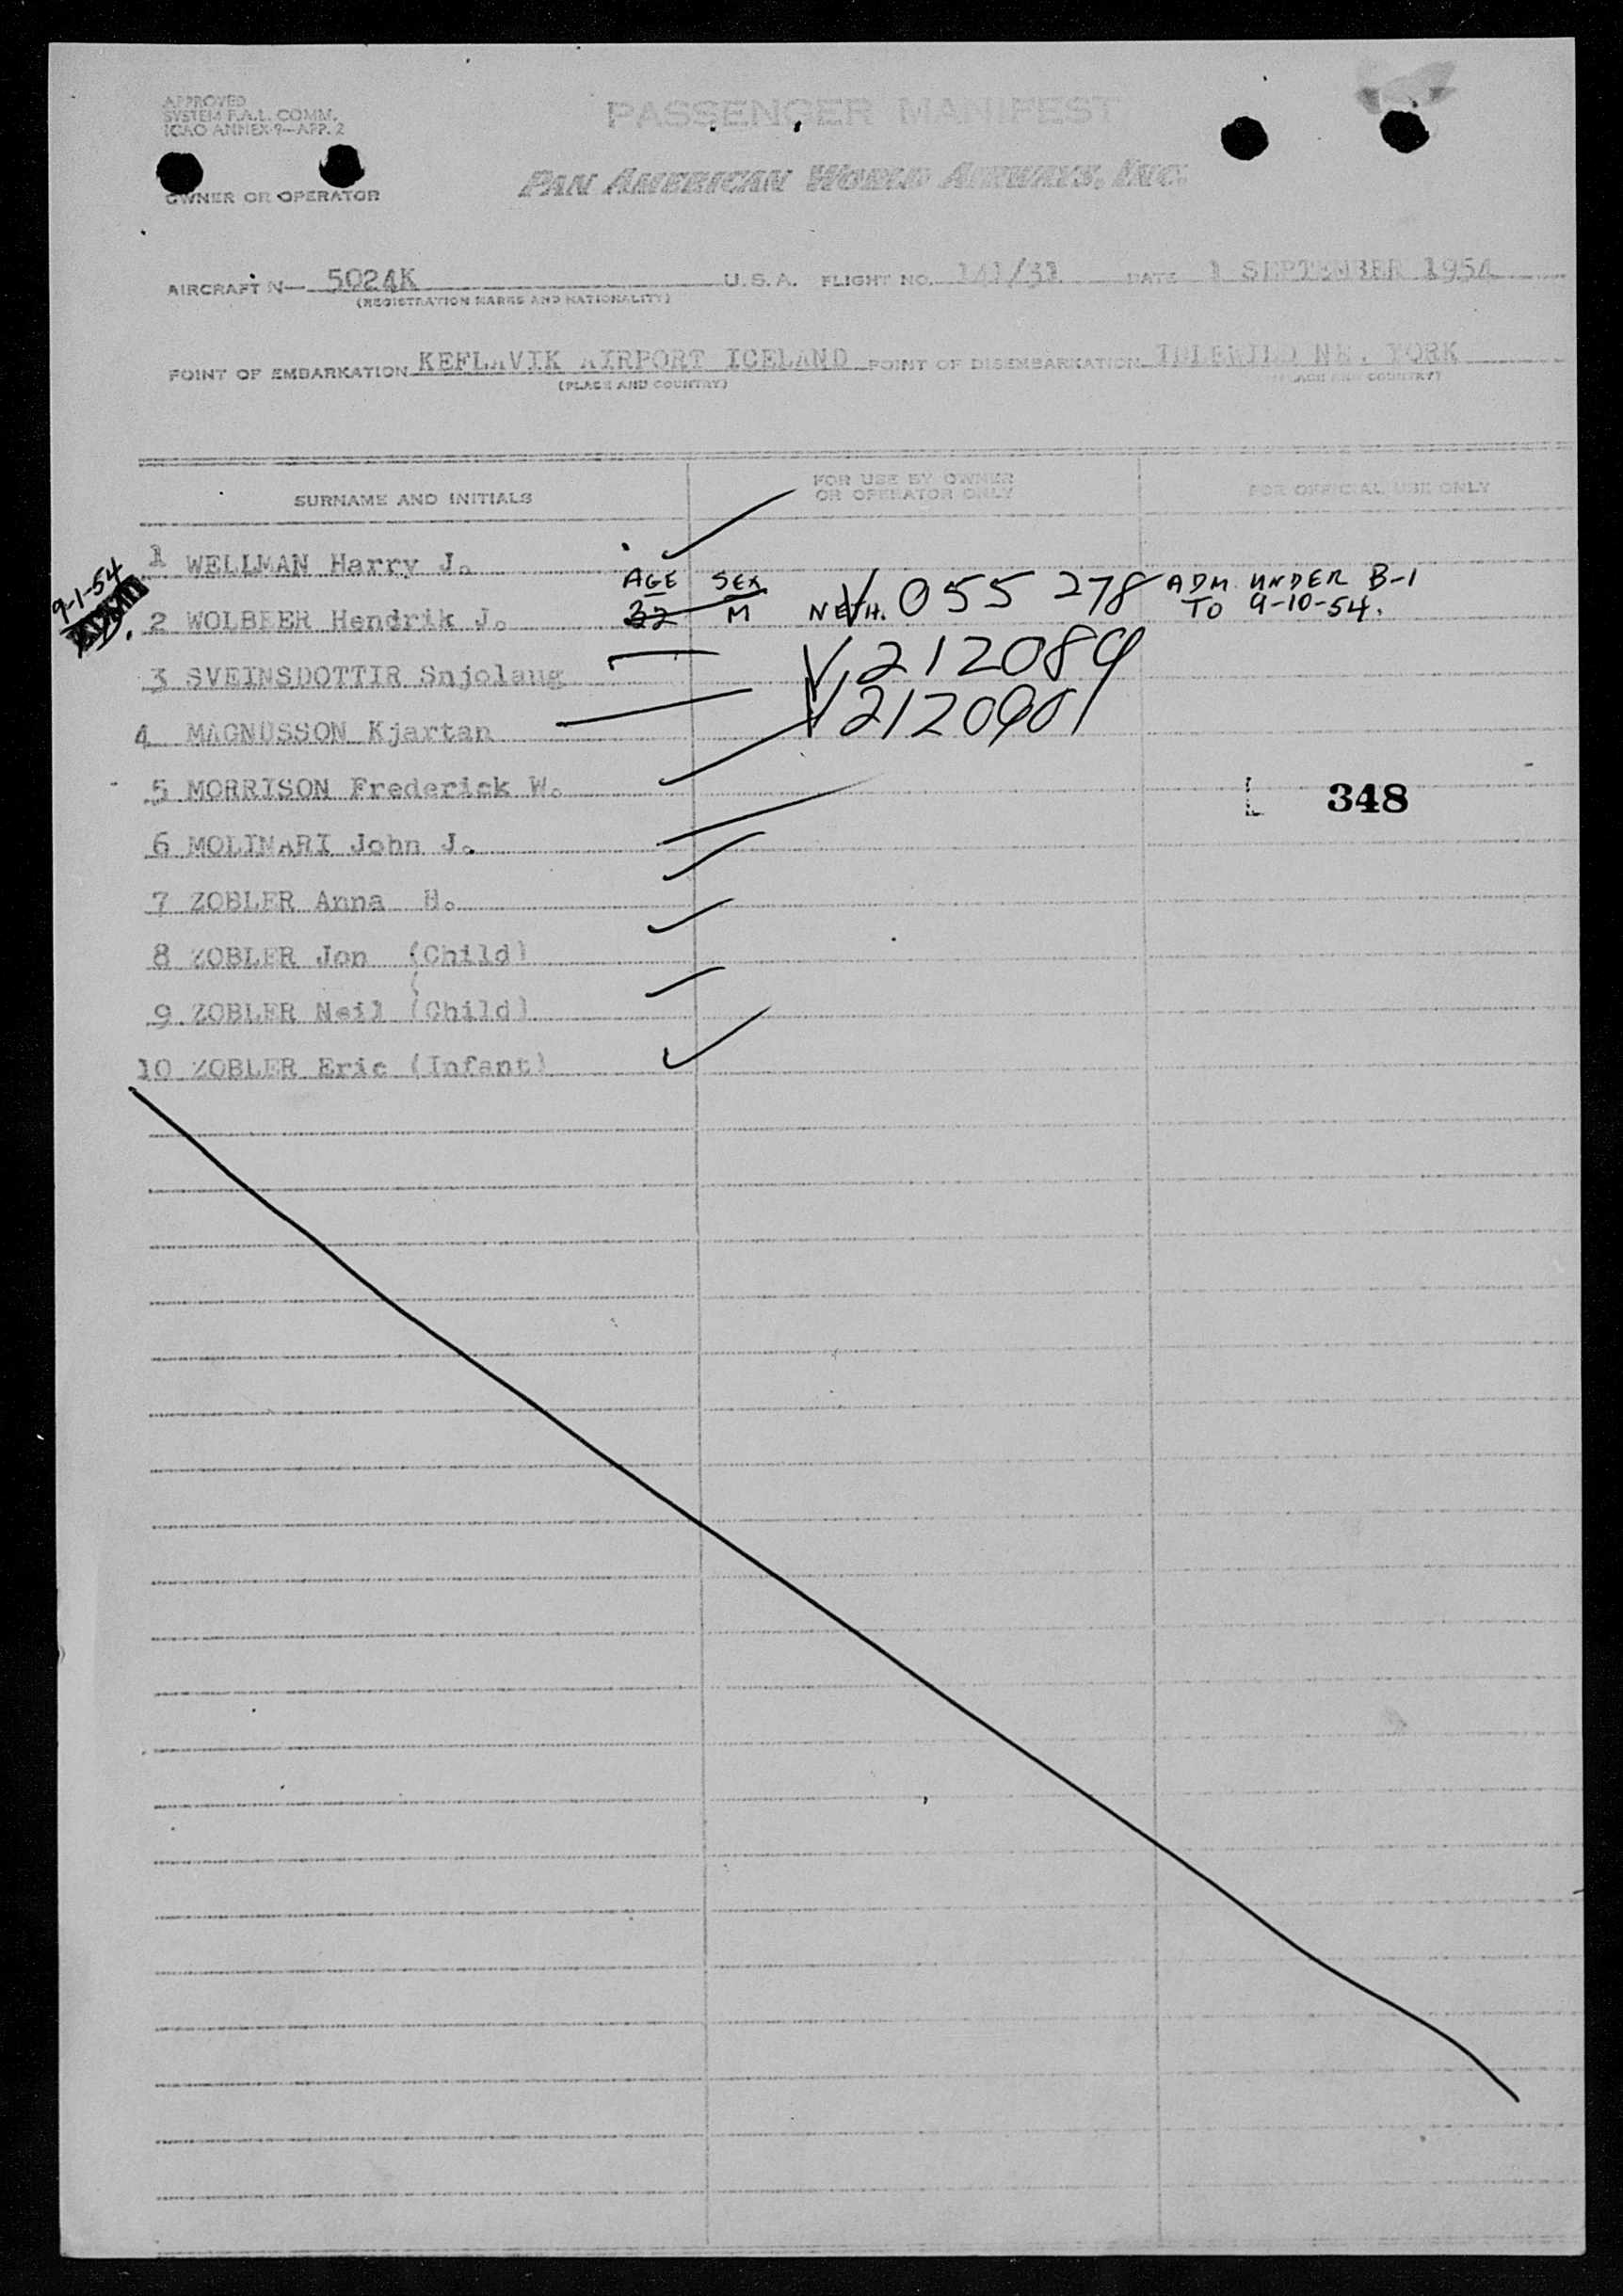 APPROVED
SYSTEM F.A.L. COMM.
ICAO ANNEX-9—APP. 2
PASSENGER MANIFEST
OWNER OR OPERATOR
PAN AMERICAN WORLD AIRWAYS, INC.
AIRCRAFT N— 5024K U.S.A. FLIGHT NO. 141/31 DATE 1 SEPTEMBER 1954
(REGISTRATION MARKS AND NATIONALITY)
POINT OF EMBARKATION KEFLAVIK AIRPORT ICELAND POINT OF DISEMBARKATION IDLEWILD NEW YORK
(PLACE AND COUNTRY) (PLACE AND COUNTRY)
SURNAME AND INITIALS
FOR USE BY OWNER
OR OPERATOR ONLY
FOR OFFICIAL USE ONLY
1 WELLMAN Harry J.
9-1-54
AGE SEX
2 WOLBEER Hendrik J. 32 M NETH. V 055 278 ADM. UNDER B-1
TO 9-10-54.
3 SVEINSDOTTIR Snjolaug V 212089
4 MAGNUSSON Kjartan V 2120901
5 MORRISON Frederick W.
L 348
6 MOLINARI John J.
7 ZOBLER Anna H.
8 ZOBLER Jon (Child)
9 ZOBLER Neil (Child)
10 ZOBLER Eric (Infant)